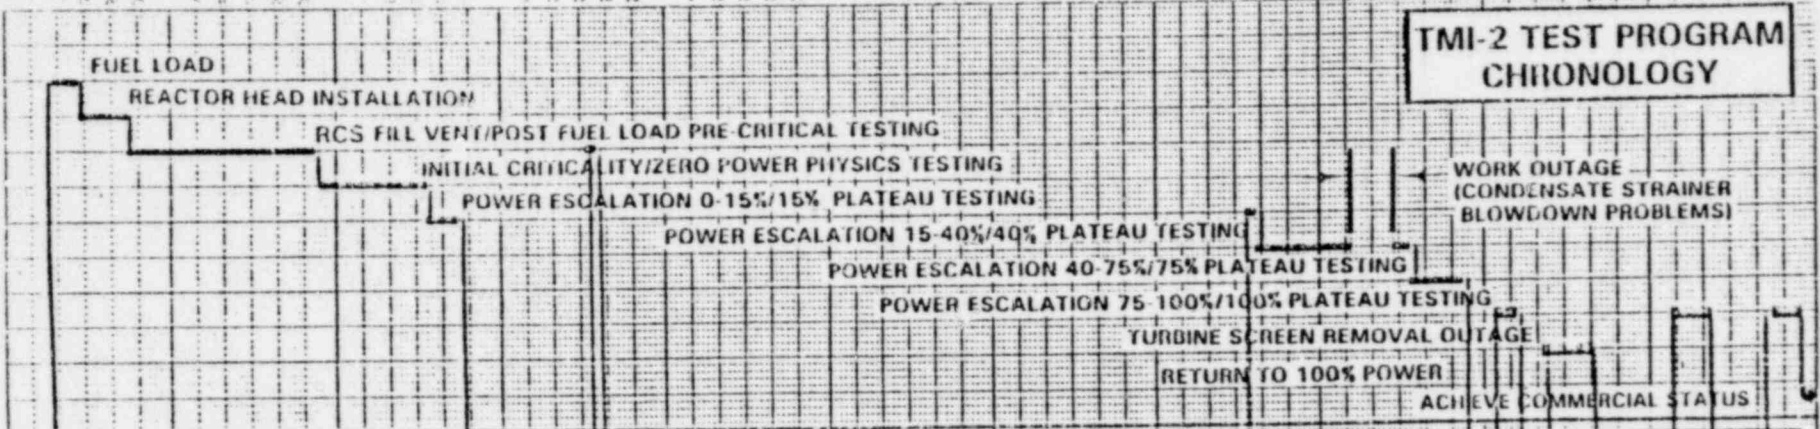 TMI-2 TEST PROGRAM
CHRONOLOGY
FUEL LOAD
REACTOR HEAD INSTALLATION
RCS FILL VENT/POST FUEL LOAD PRE-CRITICAL TESTING
INITIAL CRITICALITY/ZERO POWER PHYSICS TESTING
POWER ESCALATION 0-15%/15% PLATEAU TESTING
POWER ESCALATION 15-40%/40% PLATEAU TESTING
WORK OUTAGE
(CONDENSATE STRAINER
BLOWDOWN PROBLEMS)
POWER ESCALATION 40-75%/75% PLATEAU TESTING
POWER ESCALATION 75-100%/100% PLATEAU TESTING
TURBINE SCREEN REMOVAL OUTAGE
RETURN TO 100% POWER
ACHIEVE COMMERCIAL STATUS